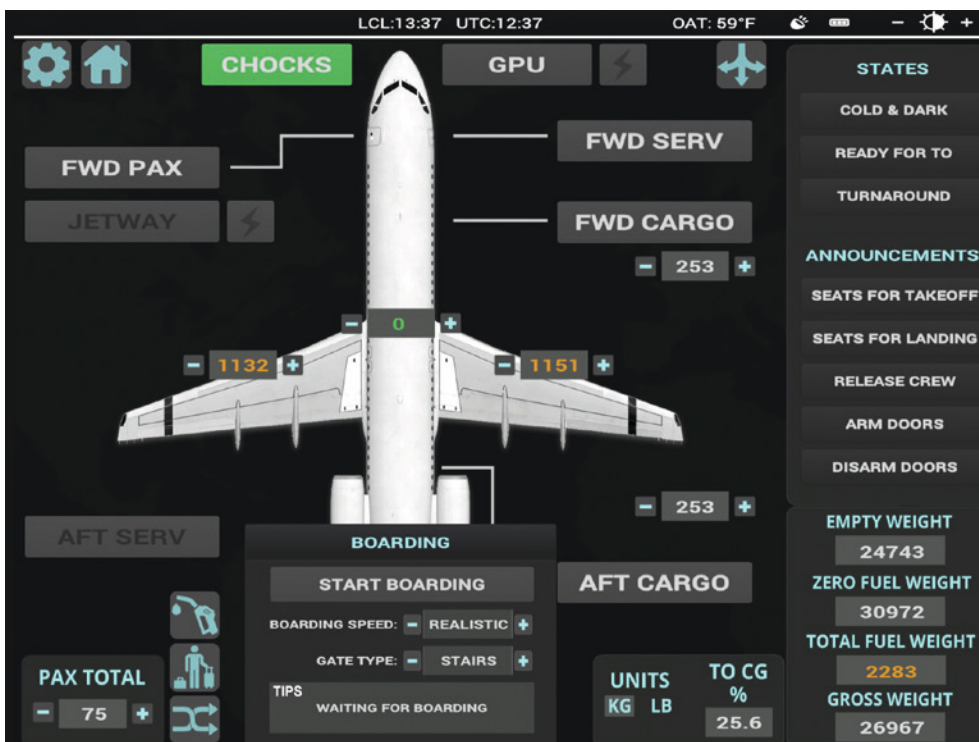 LCL:13:37 UTC:12:37 OAT: 59°F
CHOCKS
GPU
FWD PAX
JETWAY
FWD SERV
FWD CARGO
- 253 +
- 0 +
- 1132 +
- 1151 +
- 253 +
AFT SERV
AFT CARGO
BOARDING
START BOARDING
BOARDING SPEED: - REALISTIC +
GATE TYPE: - STAIRS +
TIPS
WAITING FOR BOARDING
PAX TOTAL
- 75 +
UNITS
KG LB
TO CG
%
25.6
STATES
COLD & DARK
READY FOR TO
TURNAROUND
ANNOUNCEMENTS
SEATS FOR TAKEOFF
SEATS FOR LANDING
RELEASE CREW
ARM DOORS
DISARM DOORS
EMPTY WEIGHT
24743
ZERO FUEL WEIGHT
30972
TOTAL FUEL WEIGHT
2283
GROSS WEIGHT
26967